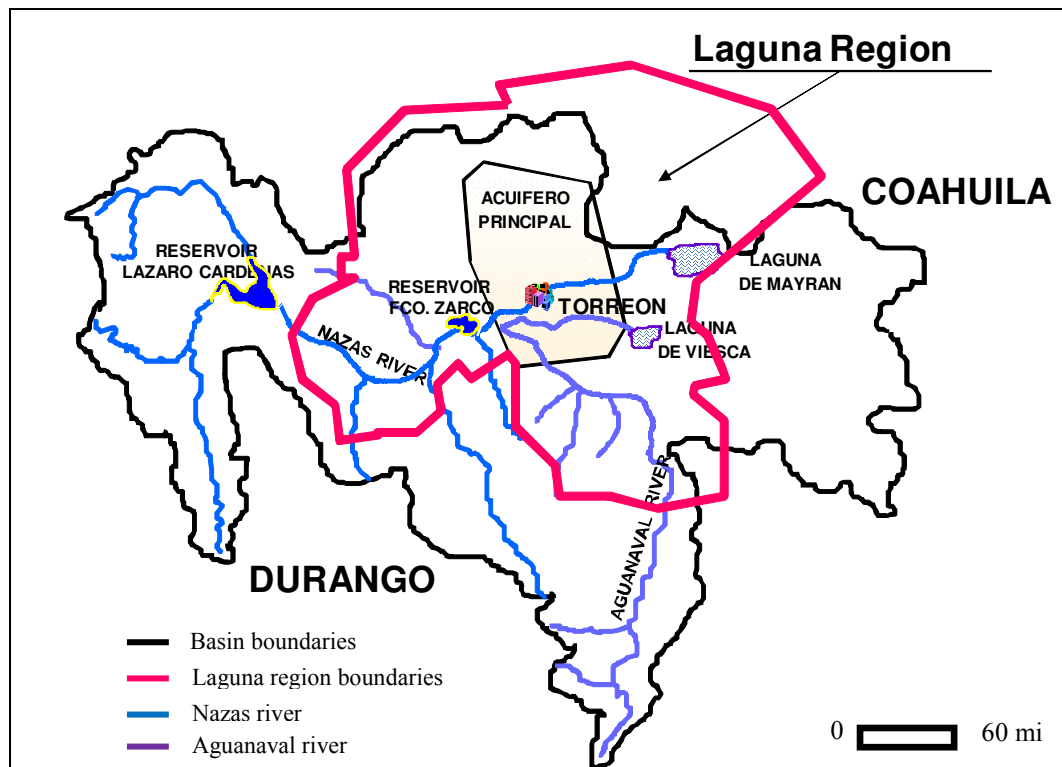 Laguna Region
COAHUILA
ACUIFERO
PRINCIPAL
RESERVOIR
LAZARO CARDENAS
LAGUNA
DE MAYRAN
RESERVOIR
FCO. ZARCO
TORREON
LAGUNA
DE VIESCA
NAZAS RIVER
AGUANAVAL RIVER
DURANGO
Basin boundaries
Laguna region boundaries
Nazas river
Aguanaval river
0 60 mi